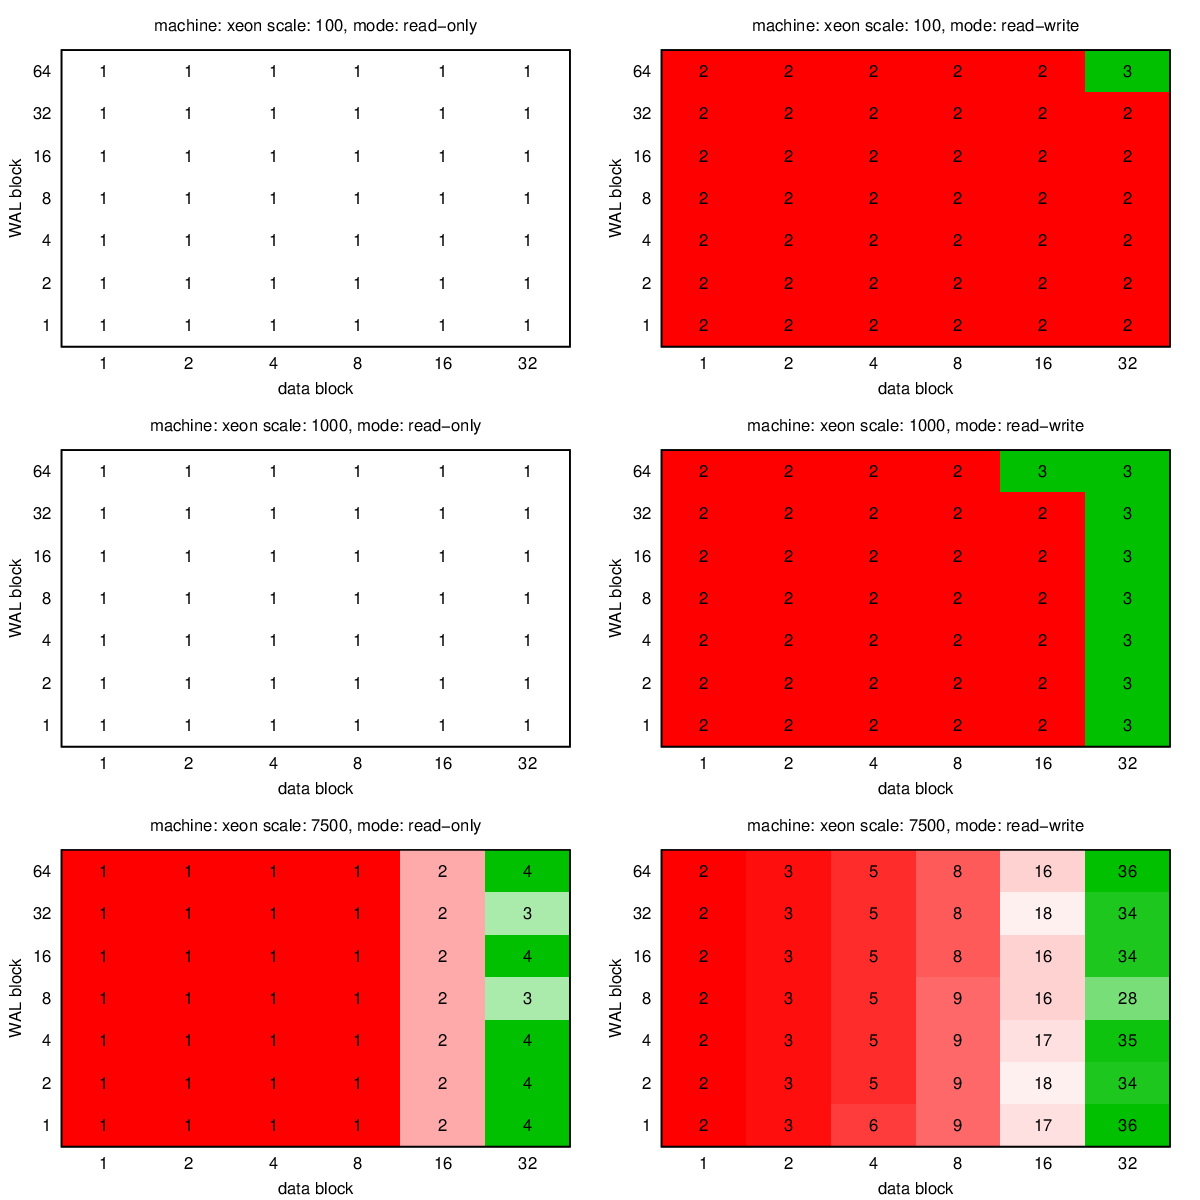 machine: xeon scale: 100, mode: read−only
64 1 1 1 1 1 1
32 1 1 1 1 1 1
16 1 1 1 1 1 1
8 1 1 1 1 1 1
4 1 1 1 1 1 1
2 1 1 1 1 1 1
1 1 1 1 1 1 1
WAL block
1 2 4 8 16 32
data block
machine: xeon scale: 100, mode: read−write
64 2 2 2 2 2 3
32 2 2 2 2 2 2
16 2 2 2 2 2 2
8 2 2 2 2 2 2
4 2 2 2 2 2 2
2 2 2 2 2 2 2
1 2 2 2 2 2 2
WAL block
1 2 4 8 16 32
data block
machine: xeon scale: 1000, mode: read−only
64 1 1 1 1 1 1
32 1 1 1 1 1 1
16 1 1 1 1 1 1
8 1 1 1 1 1 1
4 1 1 1 1 1 1
2 1 1 1 1 1 1
1 1 1 1 1 1 1
WAL block
1 2 4 8 16 32
data block
machine: xeon scale: 1000, mode: read−write
64 2 2 2 2 3 3
32 2 2 2 2 2 3
16 2 2 2 2 2 3
8 2 2 2 2 2 3
4 2 2 2 2 2 3
2 2 2 2 2 2 3
1 2 2 2 2 2 3
WAL block
1 2 4 8 16 32
data block
machine: xeon scale: 7500, mode: read−only
64 1 1 1 1 2 4
32 1 1 1 1 2 3
16 1 1 1 1 2 4
8 1 1 1 1 2 3
4 1 1 1 1 2 4
2 1 1 1 1 2 4
1 1 1 1 1 2 4
WAL block
1 2 4 8 16 32
data block
machine: xeon scale: 7500, mode: read−write
64 2 3 5 8 16 36
32 2 3 5 8 18 34
16 2 3 5 8 16 34
8 2 3 5 9 16 28
4 2 3 5 9 17 35
2 2 3 5 9 18 34
1 2 3 6 9 17 36
WAL block
1 2 4 8 16 32
data block